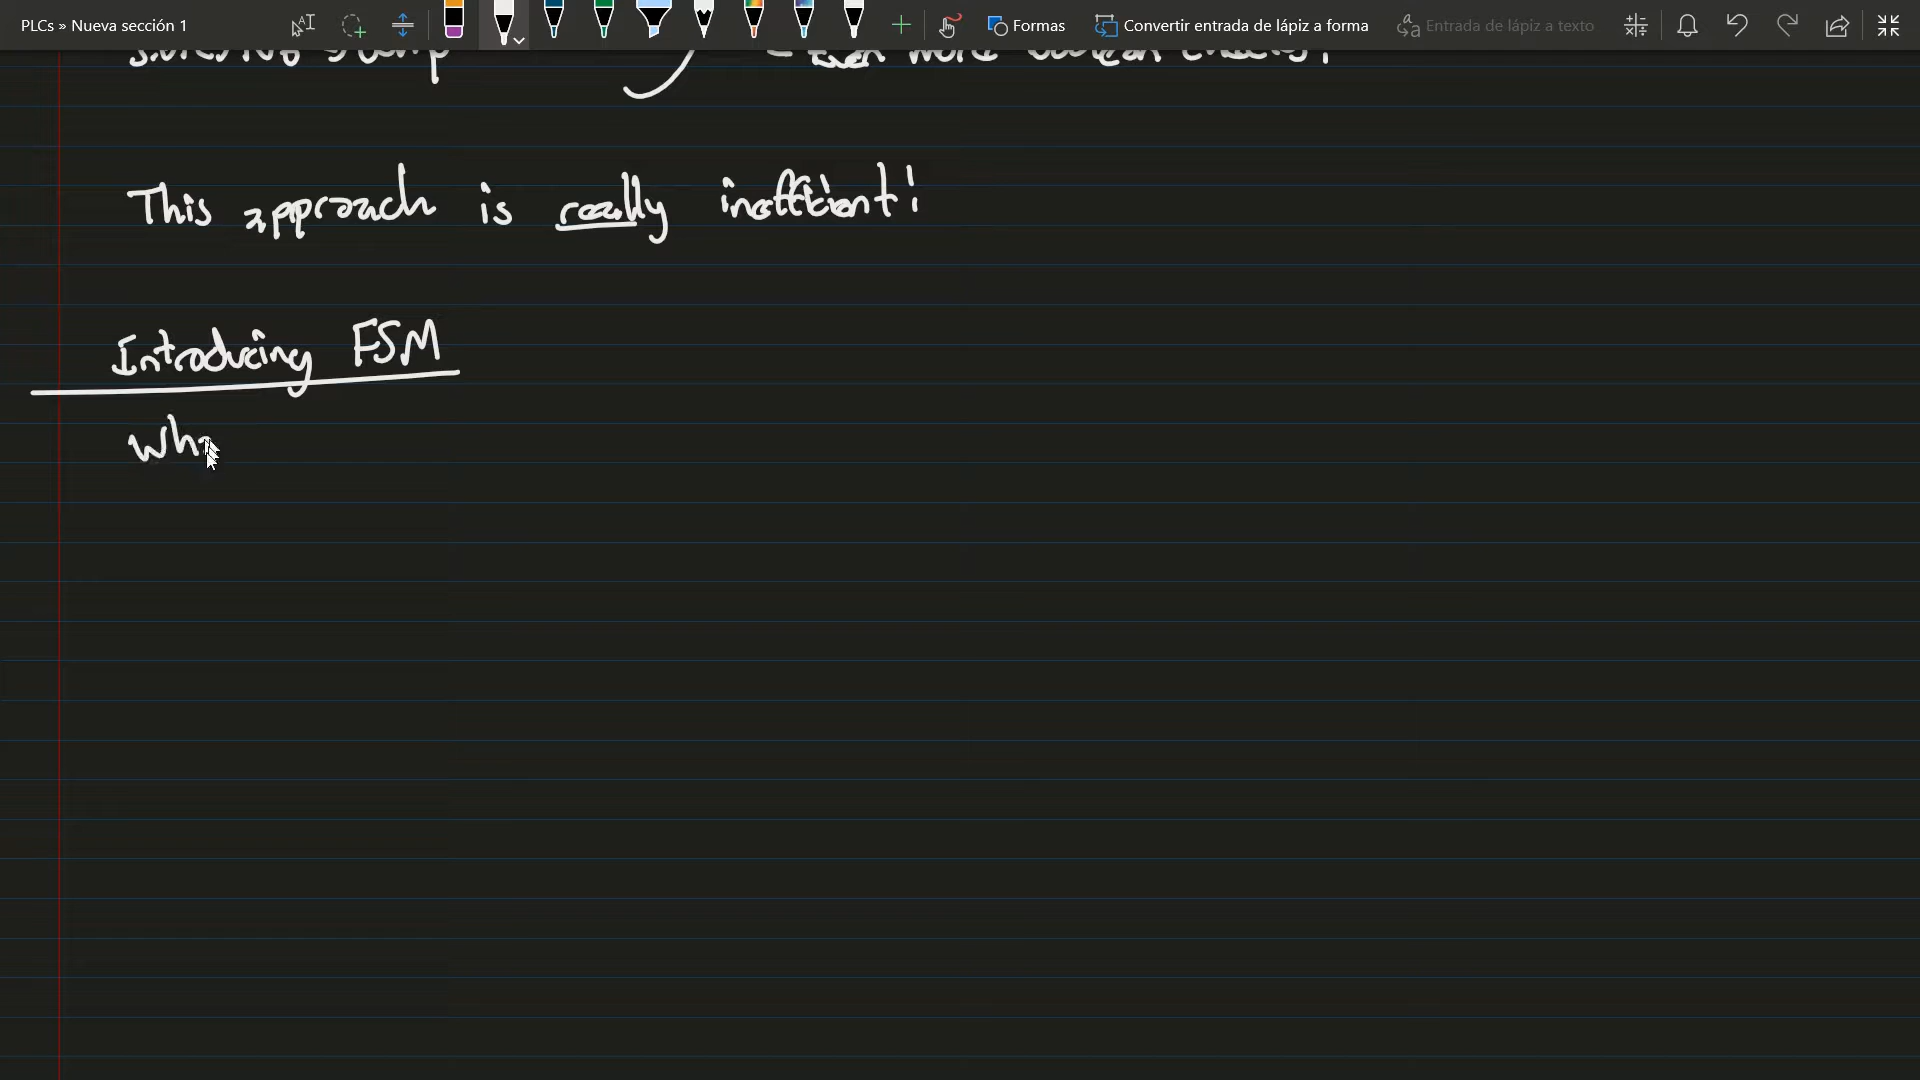 PLCs » Nueva sección 1 Formas Convertir entrada de lápiz a forma Entrada de lápiz a texto
This approach is really inefficient!
Introducing FSM
Wha